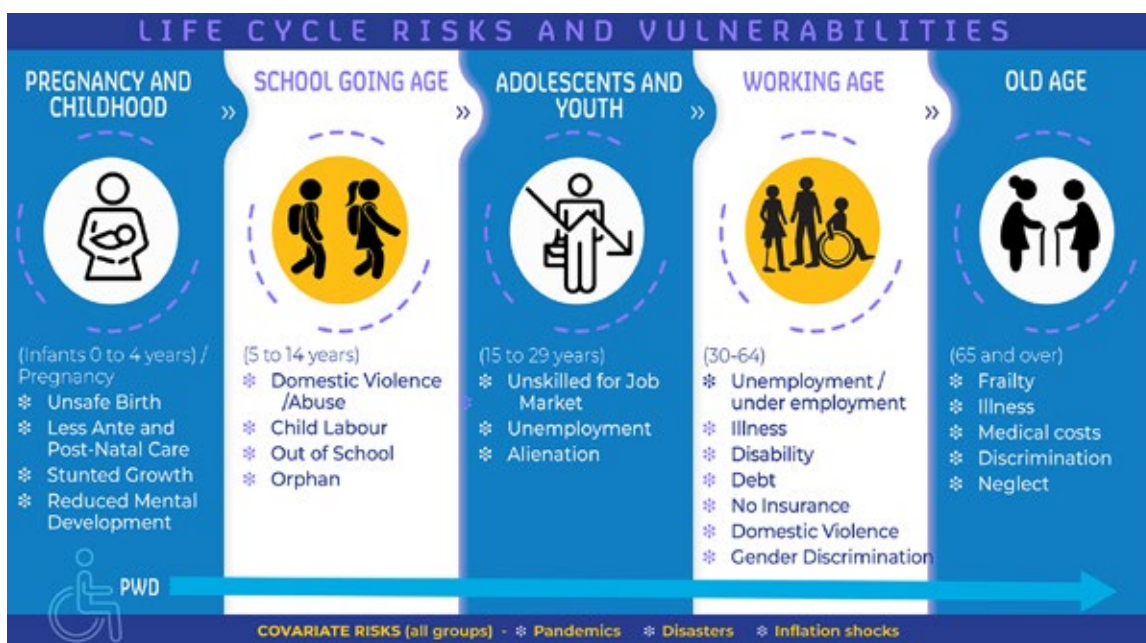 LIFE CYCLE RISKS AND VULNERABILITIES
PREGNANCY AND
CHILDHOOD
»
(Infants 0 to 4 years) /
Pregnancy
❄ Unsafe Birth
❄ Less Ante and
Post-Natal Care
❄ Stunted Growth
❄ Reduced Mental
Development
SCHOOL GOING AGE
»
(5 to 14 years)
❄ Domestic Violence
/Abuse
❄ Child Labour
❄ Out of School
❄ Orphan
ADOLESCENTS AND
YOUTH
»
(15 to 29 years)
❄ Unskilled for Job
Market
❄ Unemployment
❄ Alienation
WORKING AGE
»
(30-64)
❄ Unemployment /
under employment
❄ Illness
❄ Disability
❄ Debt
❄ No Insurance
❄ Domestic Violence
❄ Gender Discrimination
OLD AGE
(65 and over)
❄ Frailty
❄ Illness
❄ Medical costs
❄ Discrimination
❄ Neglect
PWD
COVARIATE RISKS (all groups) - ❄ Pandemics ❄ Disasters ❄ Inflation shocks